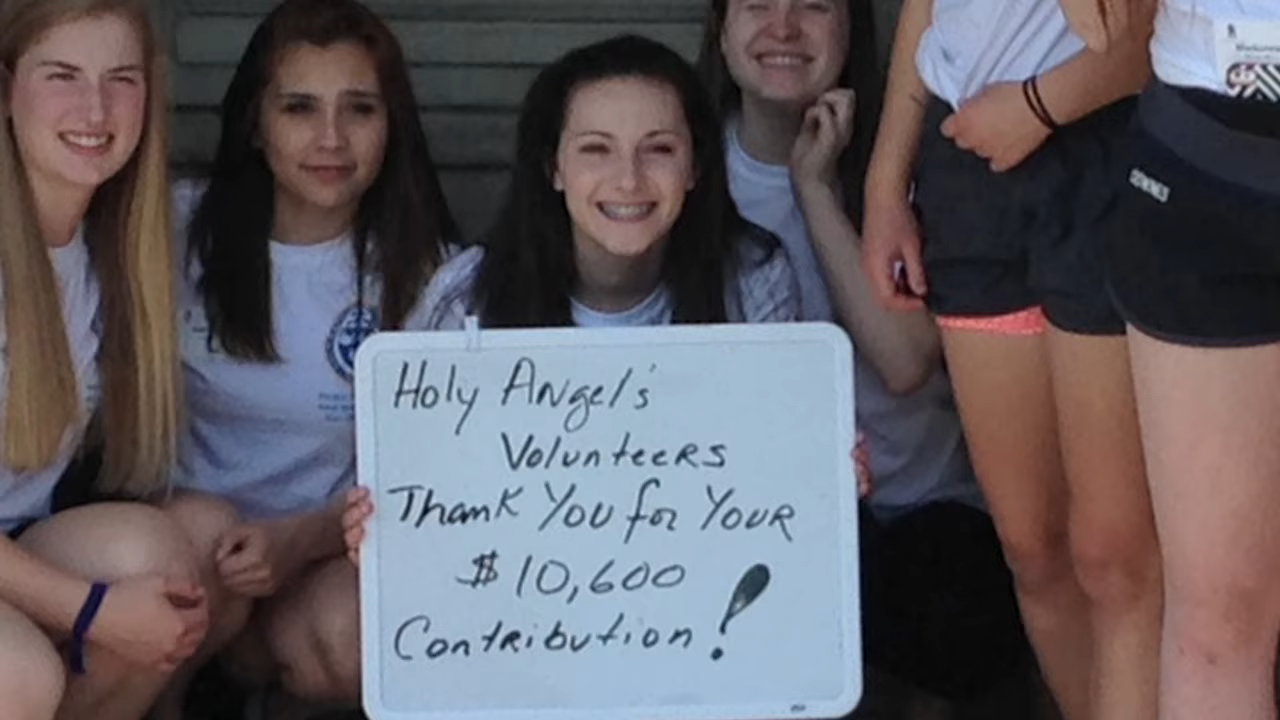 Holy Angel's
Volunteers
Thank You for Your
$10,600
Contribution!